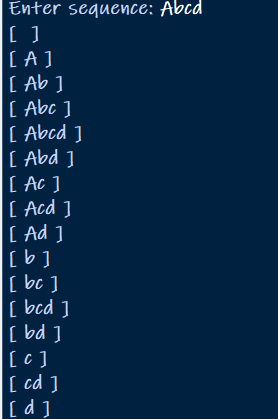 Enter sequence: Abcd
[  ]
[ A ]
[ Ab ]
[ Abc ]
[ Abcd ]
[ Abd ]
[ Ac ]
[ Acd ]
[ Ad ]
[ b ]
[ bc ]
[ bcd ]
[ bd ]
[ c ]
[ cd ]
[ d ]